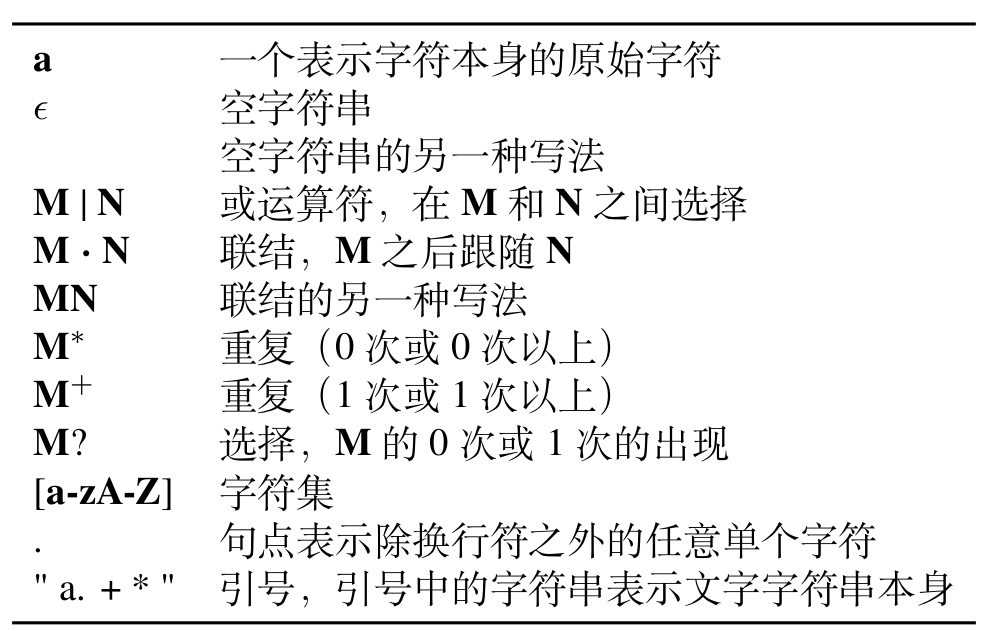 a 一个表示字符本身的原始字符
ϵ 空字符串
空字符串的另一种写法
M | N 或运算符，在 M 和 N 之间选择
M · N 联结，M 之后跟随 N
MN 联结的另一种写法
M* 重复（0 次或 0 次以上）
M+ 重复（1 次或 1 次以上）
M? 选择，M 的 0 次或 1 次的出现
[a-zA-Z] 字符集
. 句点表示除换行符之外的任意单个字符
" a. + * " 引号，引号中的字符串表示文字字符串本身